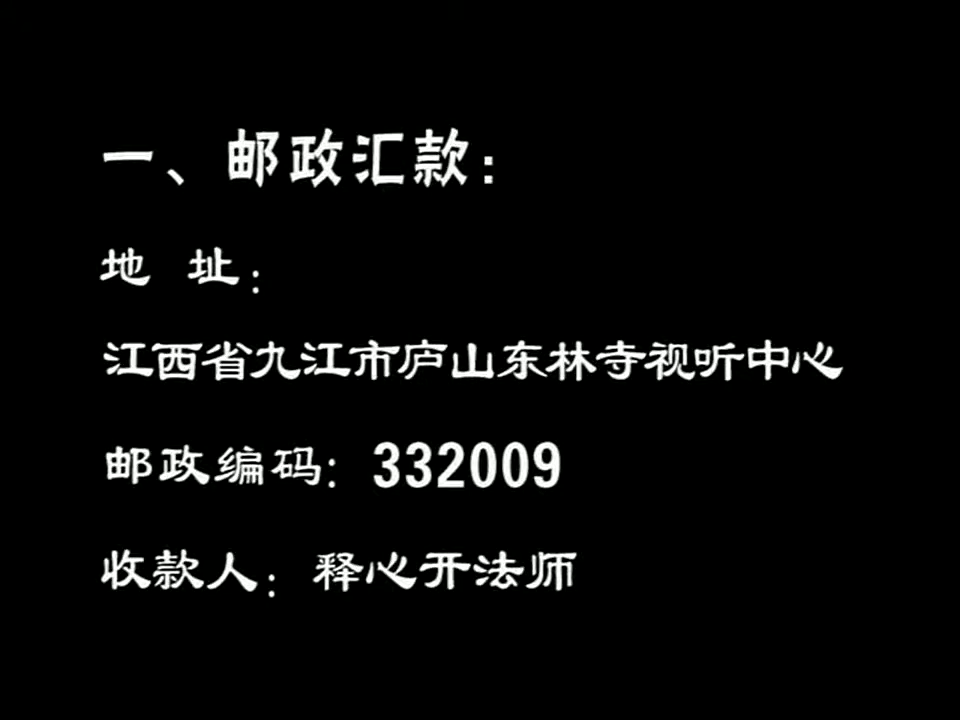 一、邮政汇款：
地 址：
江西省九江市庐山东林寺视听中心
邮政编码：332009
收款人：释心开法师